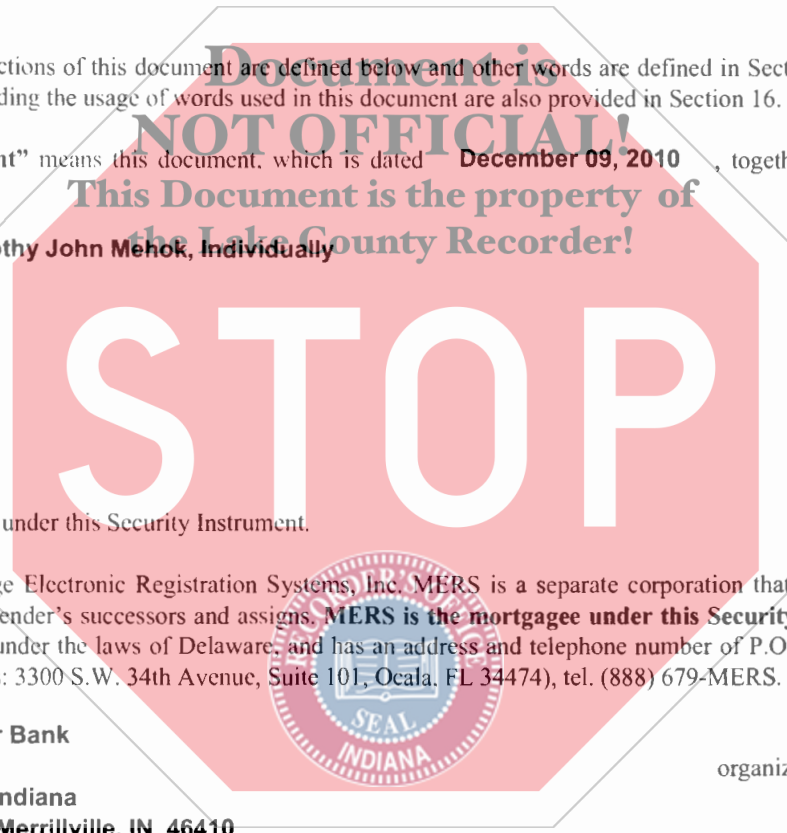 Document is
ctions of this document are defined below and other words are defined in Sect
ding the usage of words used in this document are also provided in Section 16.
NOT OFFICIAL!
nt” means this document, which is dated December 09, 2010 , togeth
This Document is the property of
the Lake County Recorder!
othy John Mehok, Individually
STOP
under this Security Instrument.
ge Electronic Registration Systems, Inc. MERS is a separate corporation that
ender’s successors and assigns. MERS is the mortgagee under this Security
under the laws of Delaware, and has an address and telephone number of P.O
: 3300 S.W. 34th Avenue, Suite 101, Ocala, FL 34474), tel. (888) 679-MERS.
RECORDER'S OFFICE
SEAL
INDIANA
r Bank
organiz
ndiana
Merrillville, IN 46410